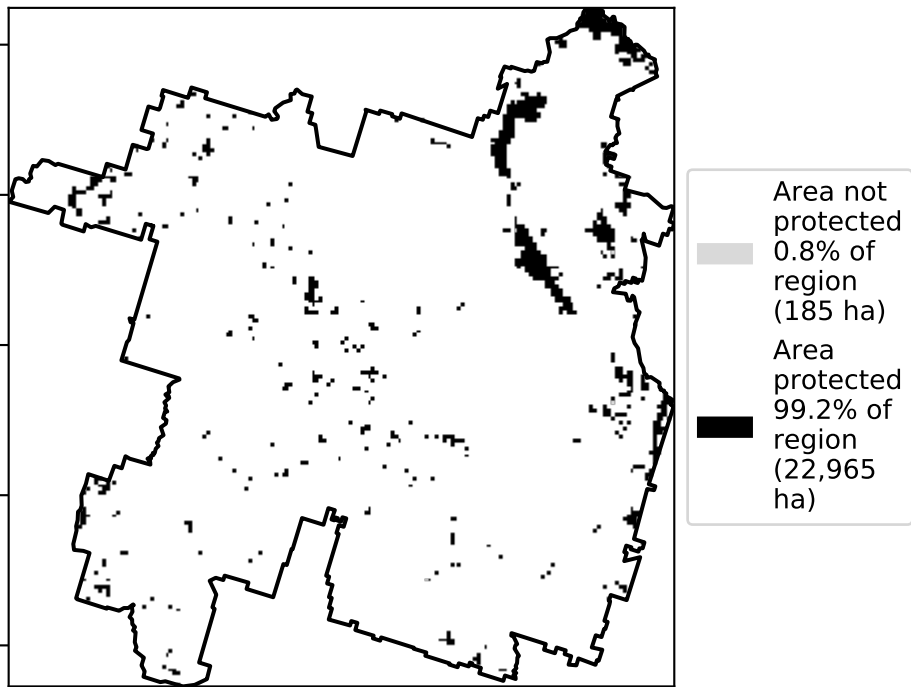 Area not
protected
0.8% of
region
(185 ha)
Area
protected
99.2% of
region
(22,965
ha)